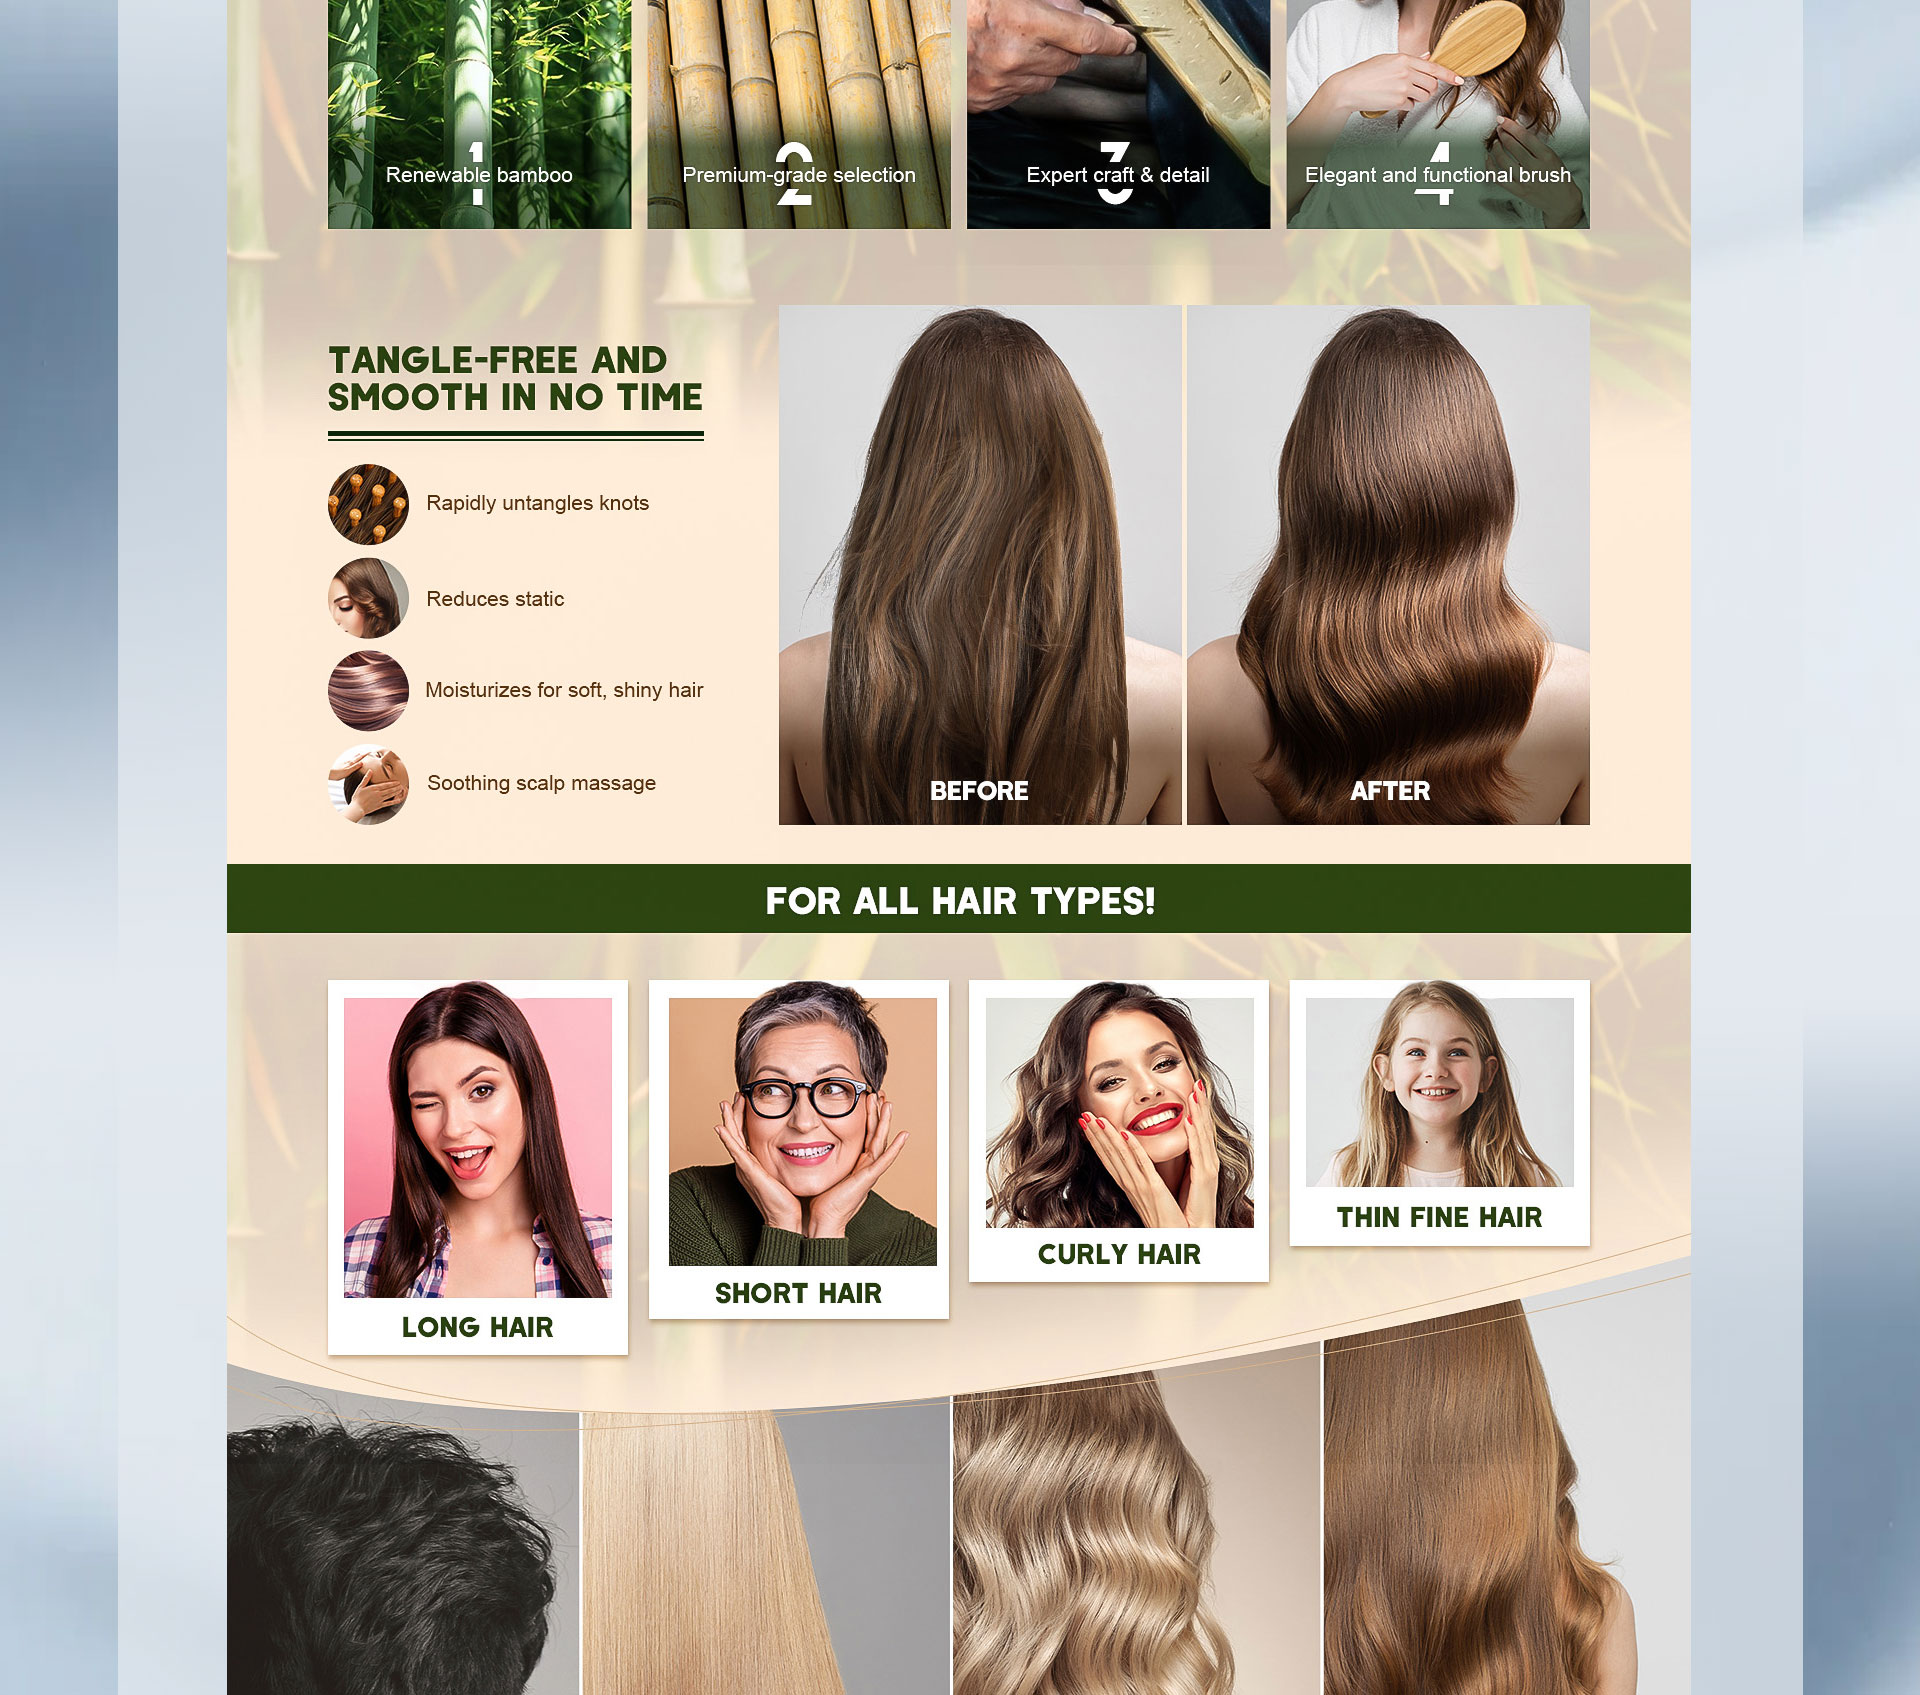 1
Renewable bamboo
2
Premium-grade selection
3
Expert craft & detail
4
Elegant and functional brush
TANGLE-FREE AND
SMOOTH IN NO TIME
Rapidly untangles knots
Reduces static
Moisturizes for soft, shiny hair
Soothing scalp massage
BEFORE
AFTER
FOR ALL HAIR TYPES!
LONG HAIR
SHORT HAIR
CURLY HAIR
THIN FINE HAIR